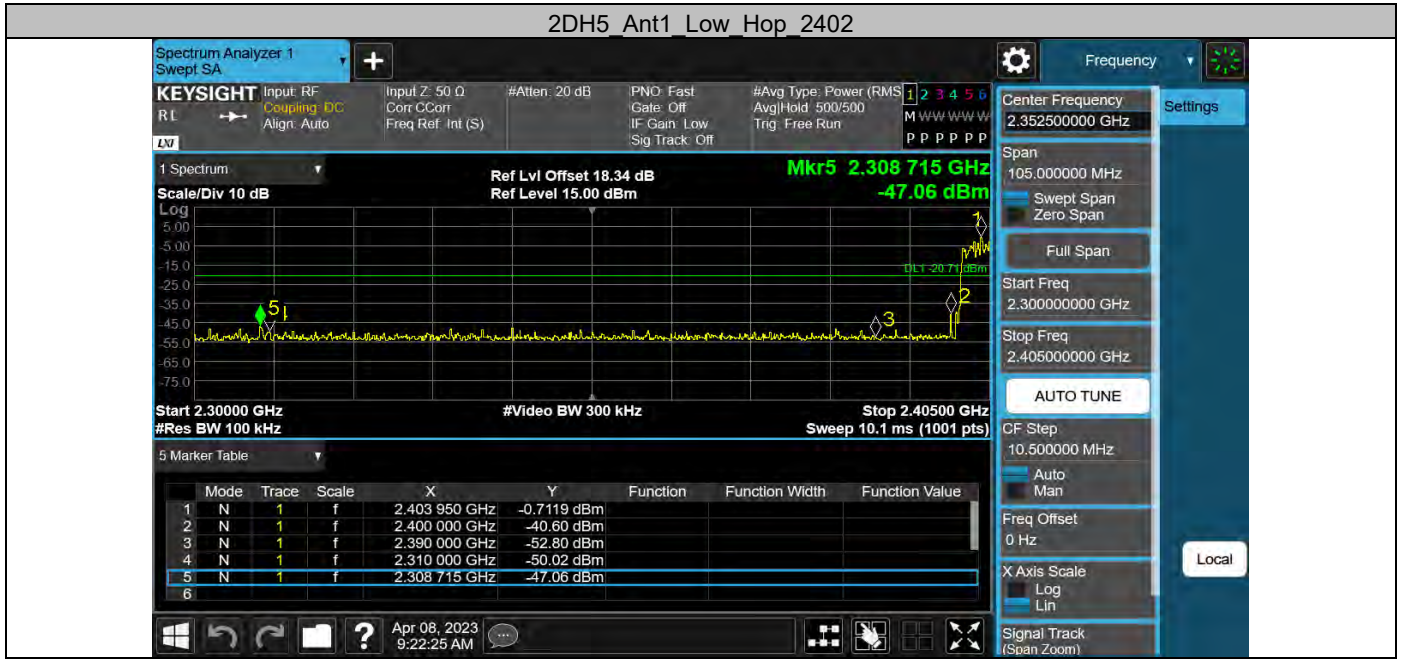 2DH5_Ant1_Low_Hop_2402
Spectrum Analyzer 1
Swept SA
+
Frequency
KEYSIGHT
RL
LXI
Input: RF
Coupling: DC
Align: Auto
Input Z: 50 Ω
Corr CCorr
Freq Ref: Int (S)
#Atten: 20 dB
PNO: Fast
Gate: Off
IF Gain: Low
Sig Track: Off
#Avg Type: Power (RMS
Avg|Hold: 500/500
Trig: Free Run
1 2 3 4 5 6
M W W W W W
P P P P P P
1 Spectrum
Scale/Div 10 dB
Ref Lvl Offset 18.34 dB
Ref Level 15.00 dBm
Mkr5 2.308 715 GHz
-47.06 dBm
Log
5.00
-5.00
-15.0
-25.0
-35.0
-45.0
-55.0
-65.0
-75.0
1
DL1 -20.71 dBm
2
5
3
Start 2.30000 GHz
#Video BW 300 kHz
Stop 2.40500 GHz
#Res BW 100 kHz
Sweep 10.1 ms (1001 pts)
5 Marker Table
Mode Trace Scale X Y Function Function Width Function Value
1 N 1 f 2.403 950 GHz -0.7119 dBm
2 N 1 f 2.400 000 GHz -40.60 dBm
3 N 1 f 2.390 000 GHz -52.80 dBm
4 N 1 f 2.310 000 GHz -50.02 dBm
5 N 1 f 2.308 715 GHz -47.06 dBm
6
?
Apr 08, 2023
9:22:25 AM
Center Frequency
2.352500000 GHz
Span
105.000000 MHz
Swept Span
Zero Span
Full Span
Start Freq
2.300000000 GHz
Stop Freq
2.405000000 GHz
AUTO TUNE
CF Step
10.500000 MHz
Auto
Man
Freq Offset
0 Hz
X Axis Scale
Log
Lin
Signal Track
(Span Zoom)
Settings
Local